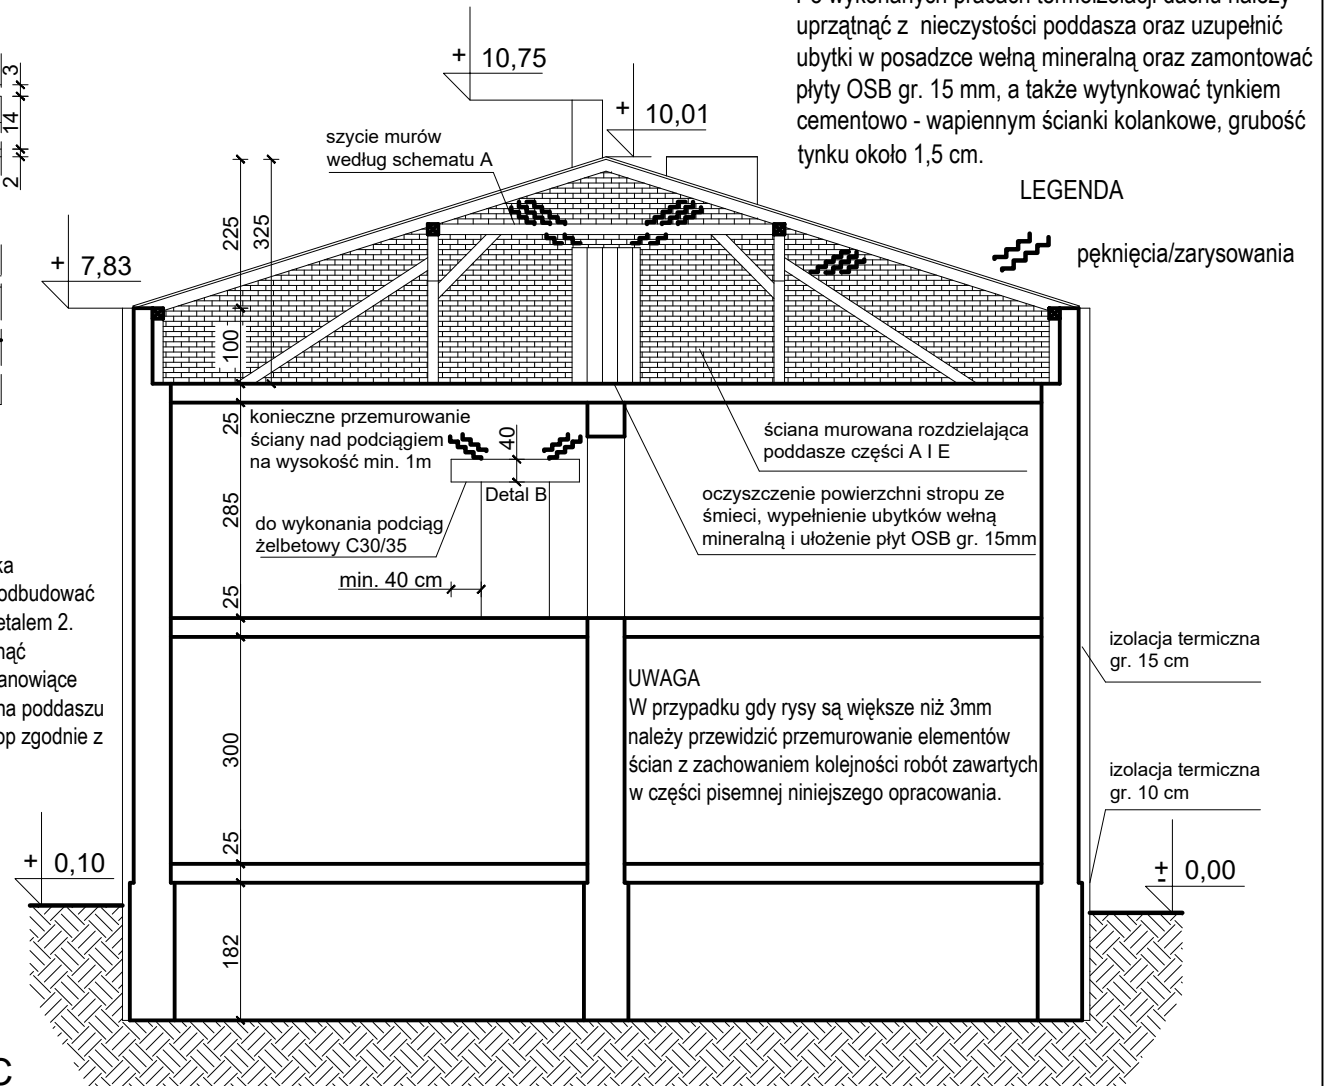 uprzątnąć z nieczystości poddasza oraz uzupełnić
ubytki w posadzce wełną mineralną oraz zamontować
płyty OSB gr. 15 mm, a także wytynkować tynkiem
cementowo - wapiennym ścianki kolankowe, grubość
tynku około 1,5 cm.
LEGENDA
pęknięcia/zarysowania
+ 10,75
+ 10,01
szycie murów
według schematu A
3
14
2
225
325
+ 7,83
100
25
konieczne przemurowanie
ściany nad podciągiem
na wysokość min. 1m
40
Detal B
ściana murowana rozdzielająca
poddasze części A I E
oczyszczenie powierzchni stropu ze
śmieci, wypełnienie ubytków wełną
mineralną i ułożenie płyt OSB gr. 15mm
285
do wykonania podciąg
żelbetowy C30/35
min. 40 cm
25
ka
odbudować
etalem 2.
nąć
anowiące
na poddaszu
op zgodnie z
izolacja termiczna
gr. 15 cm
UWAGA
W przypadku gdy rysy są większe niż 3mm
należy przewidzić przemurowanie elementów
ścian z zachowaniem kolejności robót zawartych
w części pisemnej niniejszego opracowania.
300
izolacja termiczna
gr. 10 cm
25
+ 0,10
± 0,00
182
C